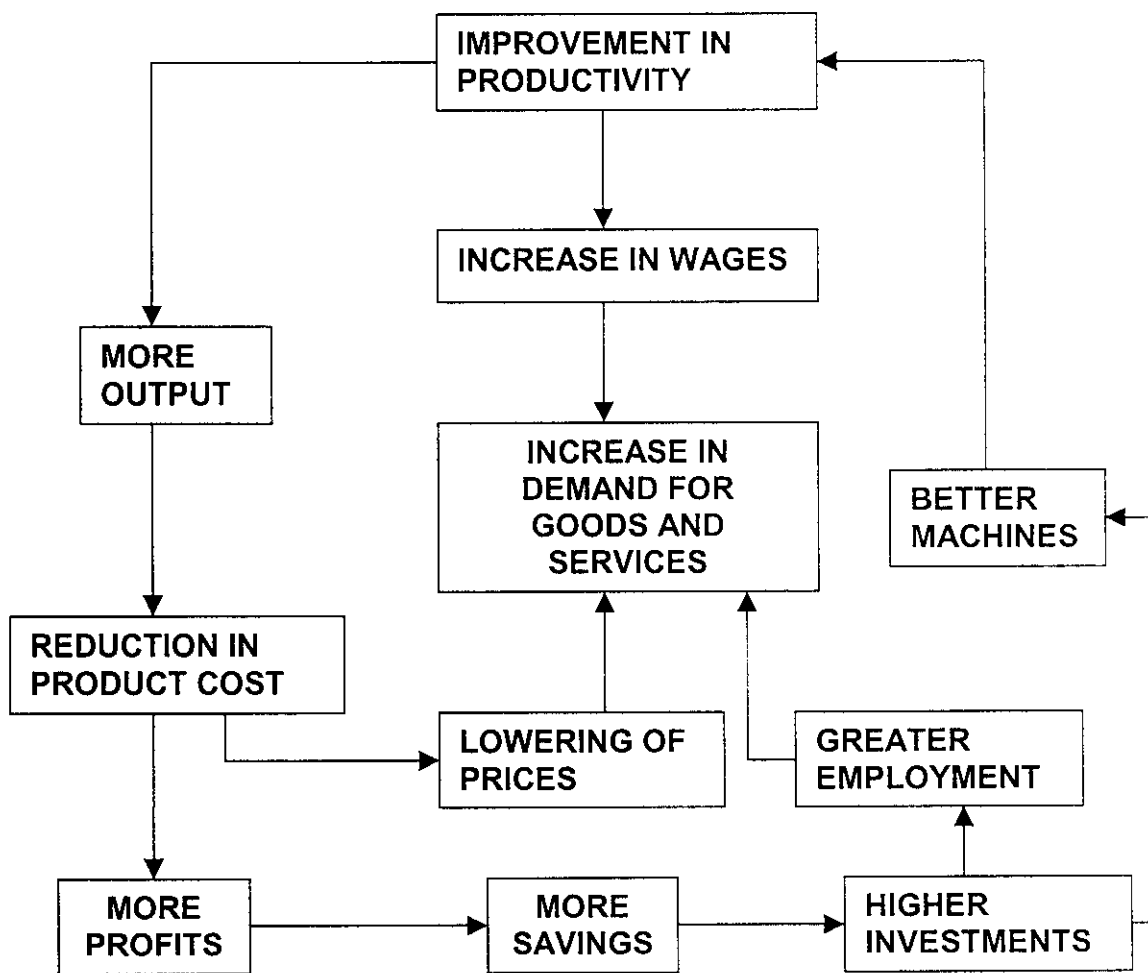 IMPROVEMENT IN
PRODUCTIVITY
INCREASE IN WAGES
MORE
OUTPUT
INCREASE IN
DEMAND FOR
GOODS AND
SERVICES
BETTER
MACHINES
REDUCTION IN
PRODUCT COST
LOWERING OF
PRICES
GREATER
EMPLOYMENT
MORE
PROFITS
MORE
SAVINGS
HIGHER
INVESTMENTS